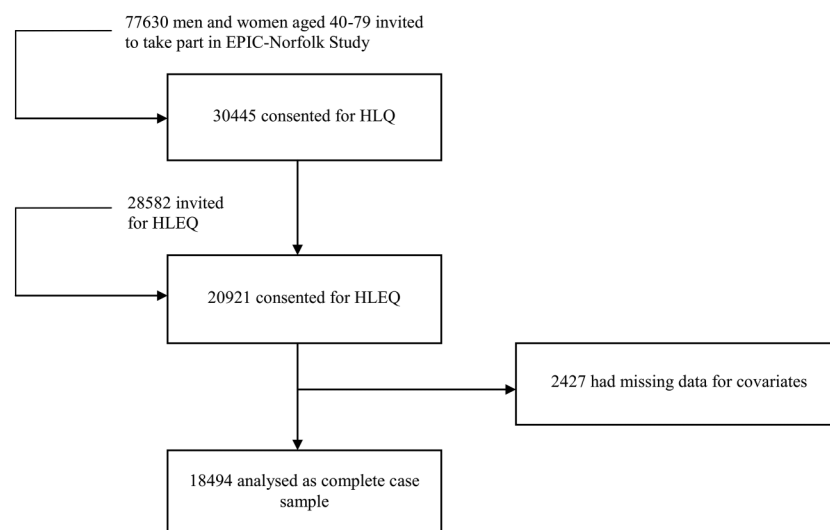 77630 men and women aged 40-79 invited
to take part in EPIC-Norfolk Study
30445 consented for HLQ
28582 invited
for HLEQ
20921 consented for HLEQ
2427 had missing data for covariates
18494 analysed as complete case
sample